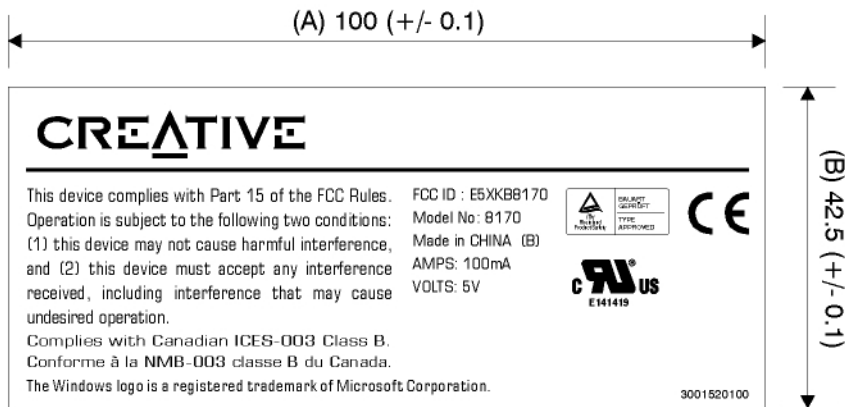 (A) 100 (+/- 0.1)
CREATIVE
This device complies with Part 15 of the FCC Rules.
Operation is subject to the following two conditions:
(1) this device may not cause harmful interference,
and (2) this device must accept any interference
received, including interference that may cause
undesired operation.
Complies with Canadian ICES-003 Class B.
Conforme à la NMB-003 classe B du Canada.
The Windows logo is a registered trademark of Microsoft Corporation.
FCC ID : E5XKB8170
Model No: 8170
Made in CHINA (B)
AMPS: 100mA
VOLTS: 5V
BAUART
GEPRÜFT
TYPE
APPROVED
Product Safety
CE
C RU ® US
E141419
3001520100
(B) 42.5 (+/- 0.1)